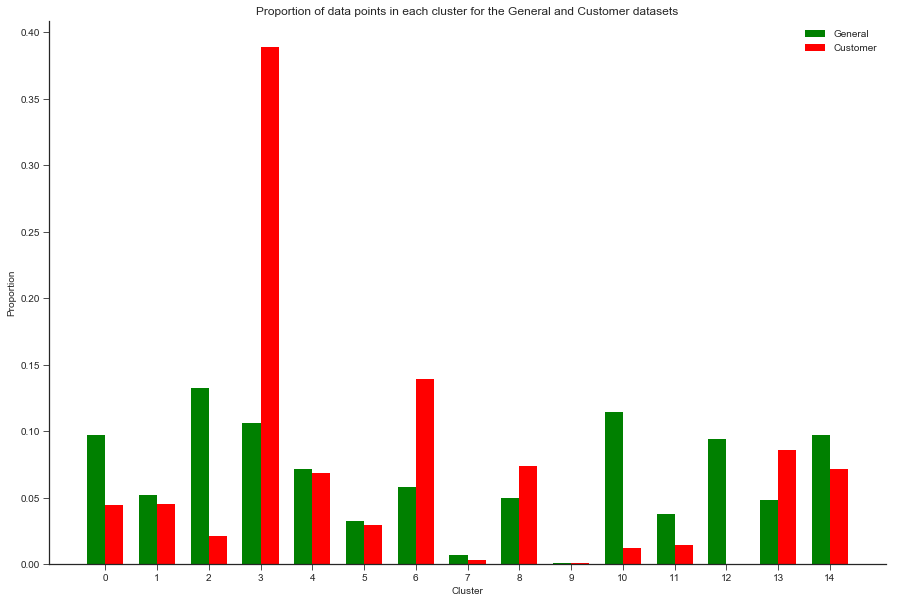 Proportion of data points in each cluster for the General and Customer datasets
General
Customer
0.40
0.35
0.30
0.25
0.20
0.15
0.10
0.05
0.00
Proportion
0 1 2 3 4 5 6 7 8 9 10 11 12 13 14
Cluster